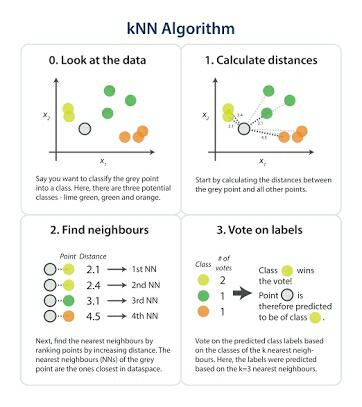 kNN Algorithm
0. Look at the data
x₂
x₁
Say you want to classify the grey point
into a class. Here, there are three potential
classes - lime green, green and orange.
1. Calculate distances
x₂
2.4
2.1
3.1
4.5
x₁
Start by calculating the distances between
the grey point and all other points.
2. Find neighbours
Point Distance
2.1 1st NN
2.4 2nd NN
3.1 3rd NN
4.5 4th NN
Next, find the nearest neighbours by
ranking points by increasing distance. The
nearest neighbours (NNs) of the grey
point are the ones closest in dataspace.
3. Vote on labels
Class # of
votes
2
1
1
Class wins
the vote!
Point is
therefore predicted
to be of class .
Vote on the predicted class labels
based on the classes of the k nearest neigh-
bours. Here, the labels were predicted
based on the k=3 nearest neighbours.